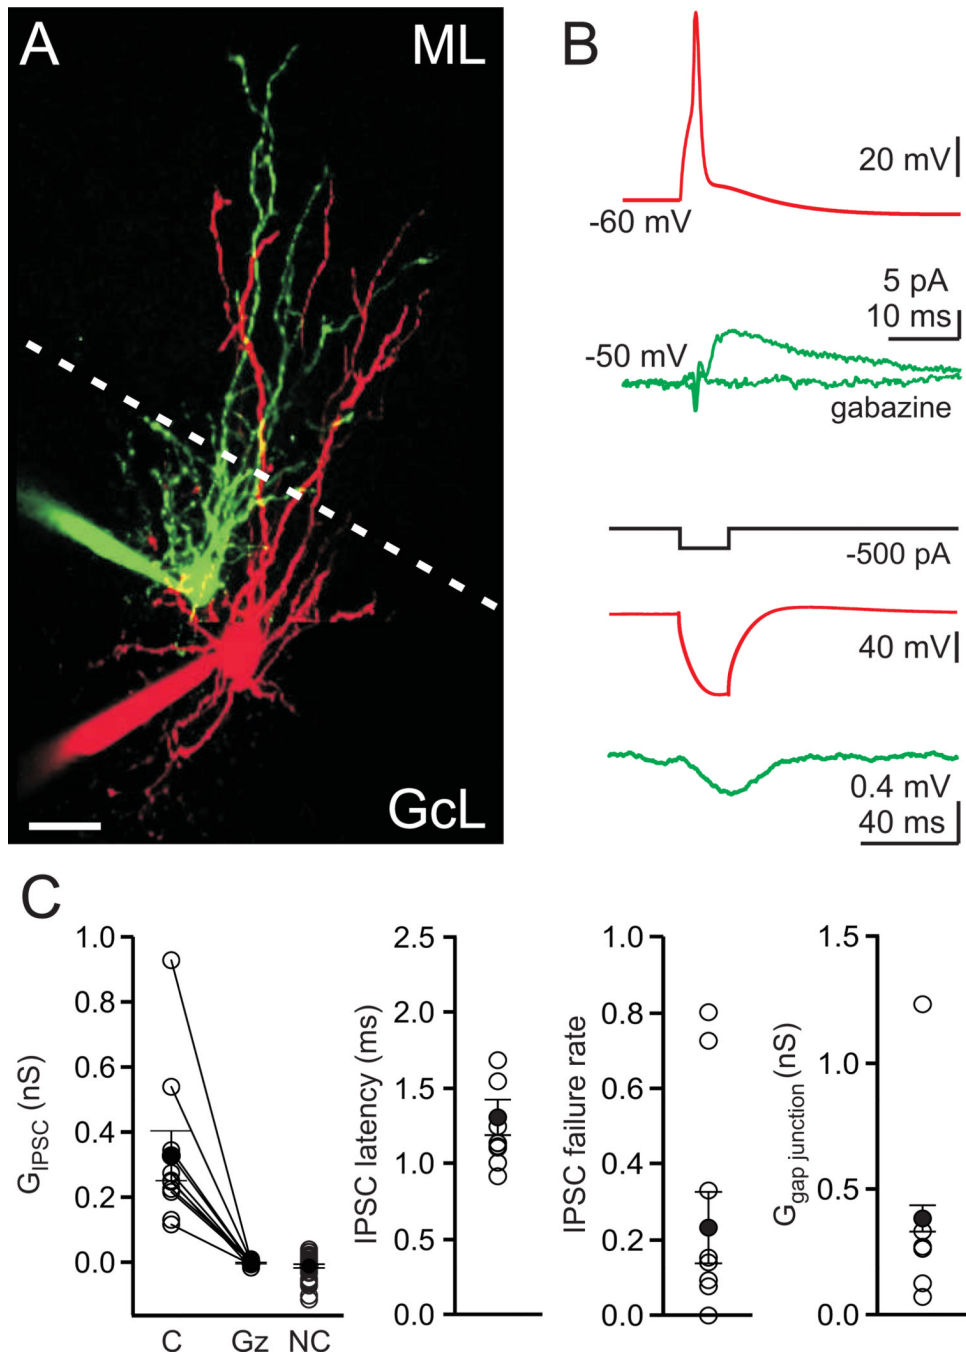 A
ML
GcL
B
20 mV
-60 mV
5 pA
10 ms
-50 mV
gabazine
-500 pA
40 mV
0.4 mV
40 ms
C
G_IPSC (nS)
1.0
0.8
0.6
0.4
0.2
0.0
C Gz NC
IPSC latency (ms)
2.5
2.0
1.5
1.0
0.5
0.0
IPSC failure rate
1.0
0.8
0.6
0.4
0.2
0.0
G_gap junction (nS)
1.5
1.0
0.5
0.0